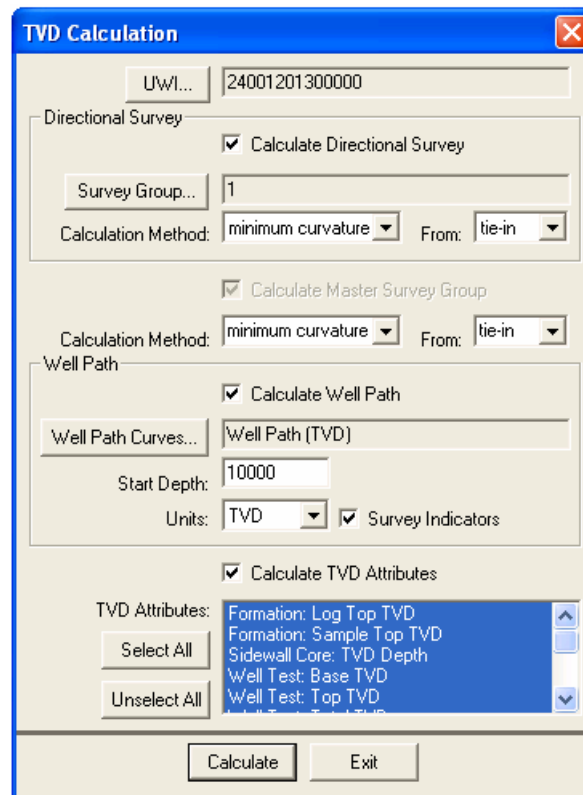 TVD Calculation
UWI... 24001201300000
Directional Survey
Calculate Directional Survey
Survey Group... 1
Calculation Method: minimum curvature From: tie-in
Calculate Master Survey Group
Calculation Method: minimum curvature From: tie-in
Well Path
Calculate Well Path
Well Path Curves... Well Path (TVD)
Start Depth: 10000
Units: TVD Survey Indicators
Calculate TVD Attributes
TVD Attributes: Formation: Log Top TVD
Formation: Sample Top TVD
Select All Sidewall Core: TVD Depth
Well Test: Base TVD
Unselect All Well Test: Top TVD
Calculate Exit